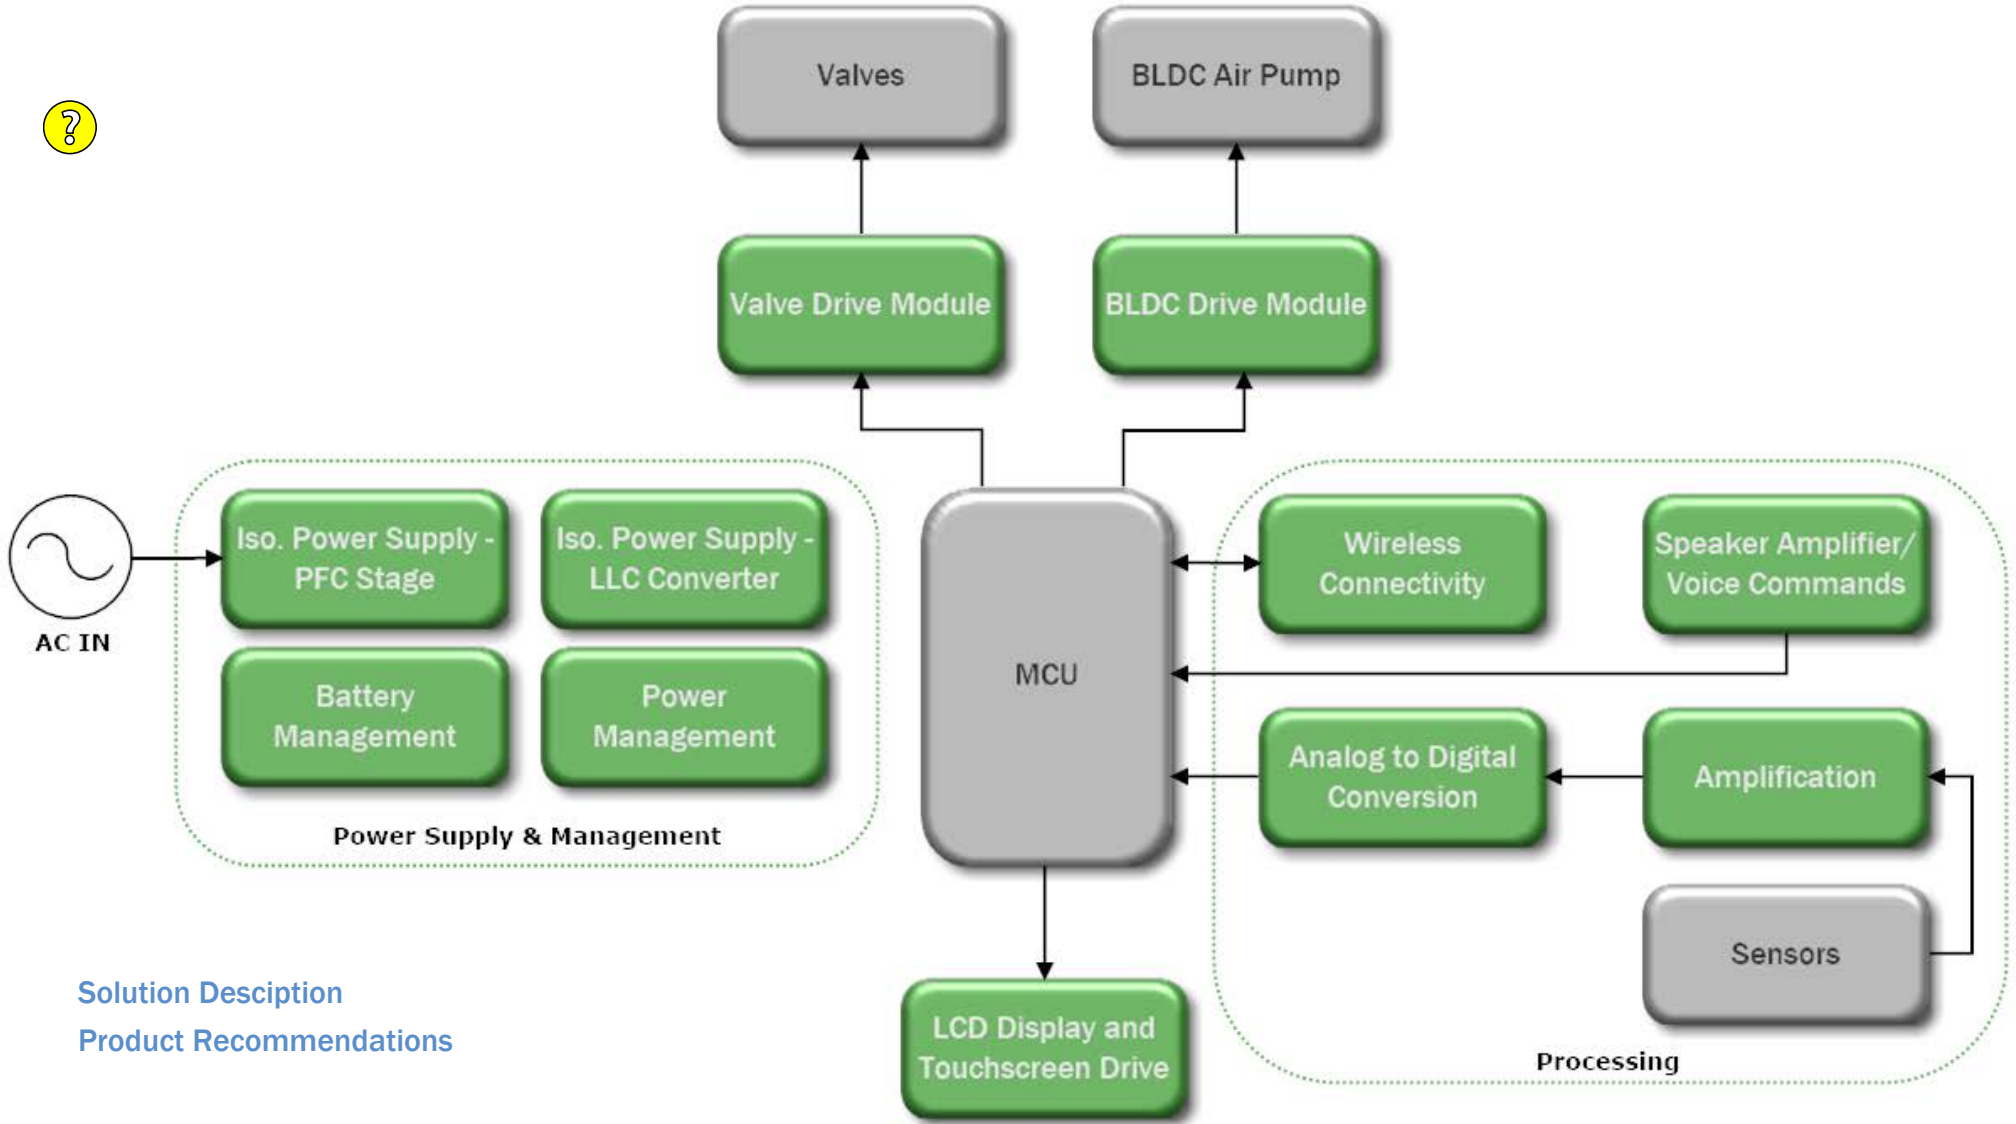 Valves
BLDC Air Pump
?
Valve Drive Module
BLDC Drive Module
Iso. Power Supply -
PFC Stage
Iso. Power Supply -
LLC Converter
AC IN
Battery
Management
Power
Management
Power Supply & Management
MCU
Wireless
Connectivity
Speaker Amplifier/
Voice Commands
Analog to Digital
Conversion
Amplification
Sensors
Processing
LCD Display and
Touchscreen Drive
Solution Desciption
Product Recommendations